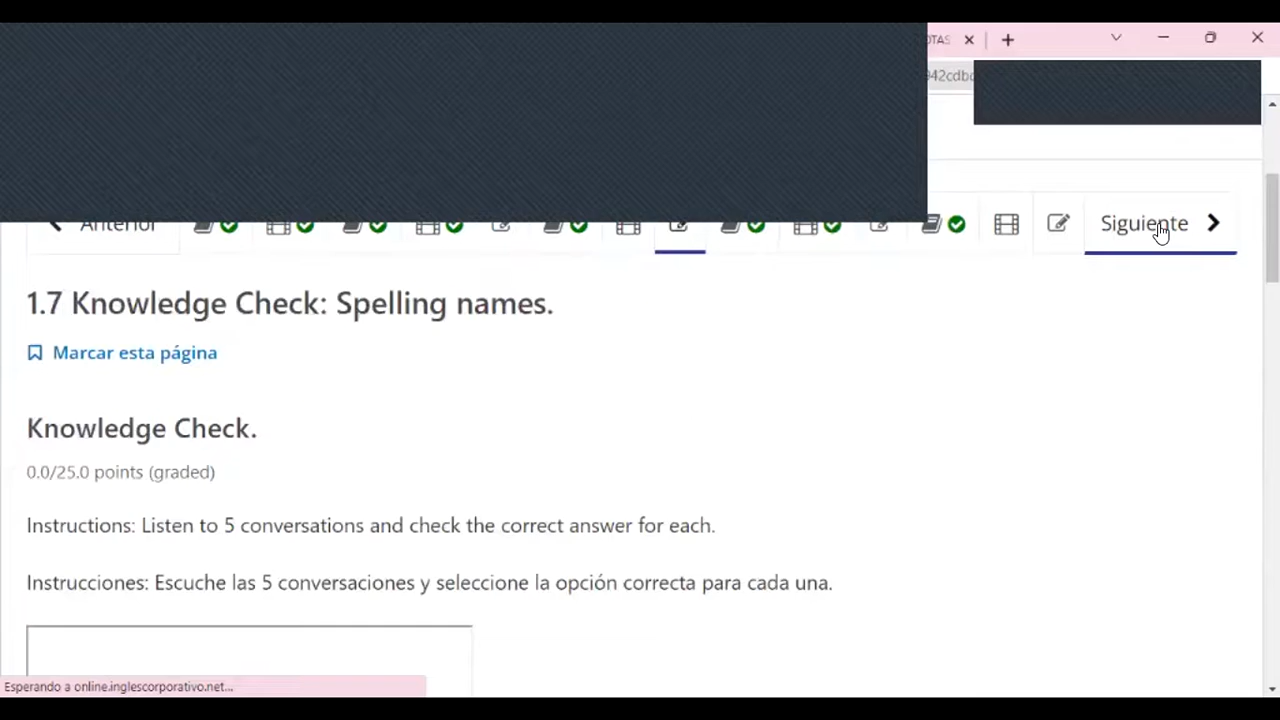 OTAS
942cdbc
Anterior
Siguiente
1.7 Knowledge Check: Spelling names.
Marcar esta página
Knowledge Check.
0.0/25.0 points (graded)
Instructions: Listen to 5 conversations and check the correct answer for each.
Instrucciones: Escuche las 5 conversaciones y seleccione la opción correcta para cada una.
Esperando a online.inglescorporativo.net...